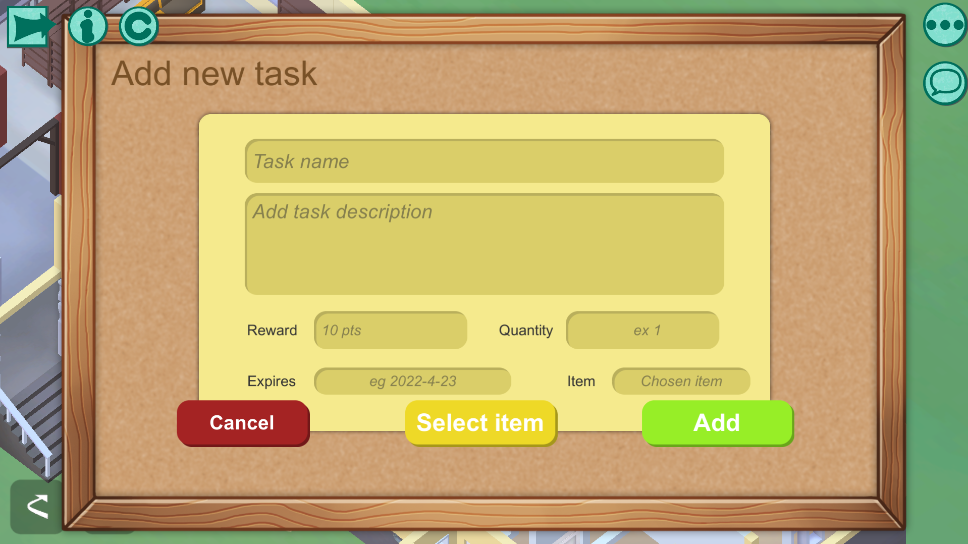 Add new task
Task name
Add task description
Reward
10 pts
Quantity
ex 1
Expires
eg 2022-4-23
Item
Chosen item
Cancel
Select item
Add